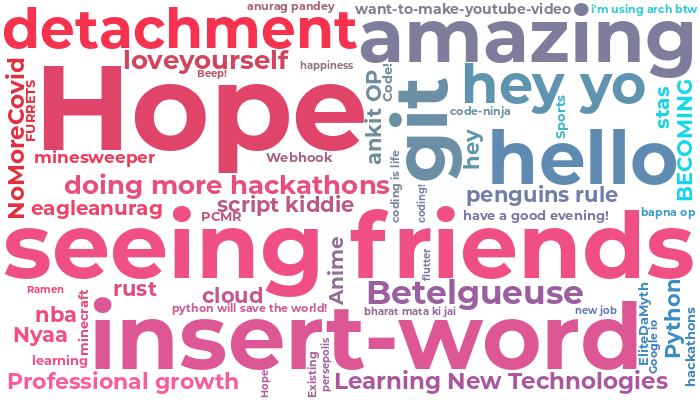 anurag pandey
want-to-make-youtube-video
i'm using arch btw
detachment
amazing
loveyourself
happiness
Beep!
NoMoreCovid
FURRETS
Hope
ankit OP
Code!
git
hey yo
code-ninja
sports
stas
BECOMING
hey
hello
minesweeper
Webhook
doing more hackathons
coding is life
coding!
penguins rule
eagleanurag
script kiddie
PCMR
have a good evening!
bapna op
seeing friends
Anime
flutter
Ramen
rust
cloud
Betelgueuse
nba
minecraft
python will save the world!
bharat mata ki jai
new job
Nyaa
insert-word
EliteDaMyth
Google io
Python
hackathons
learning
Professional growth
Hope
Existing
persepolis
Learning New Technologies